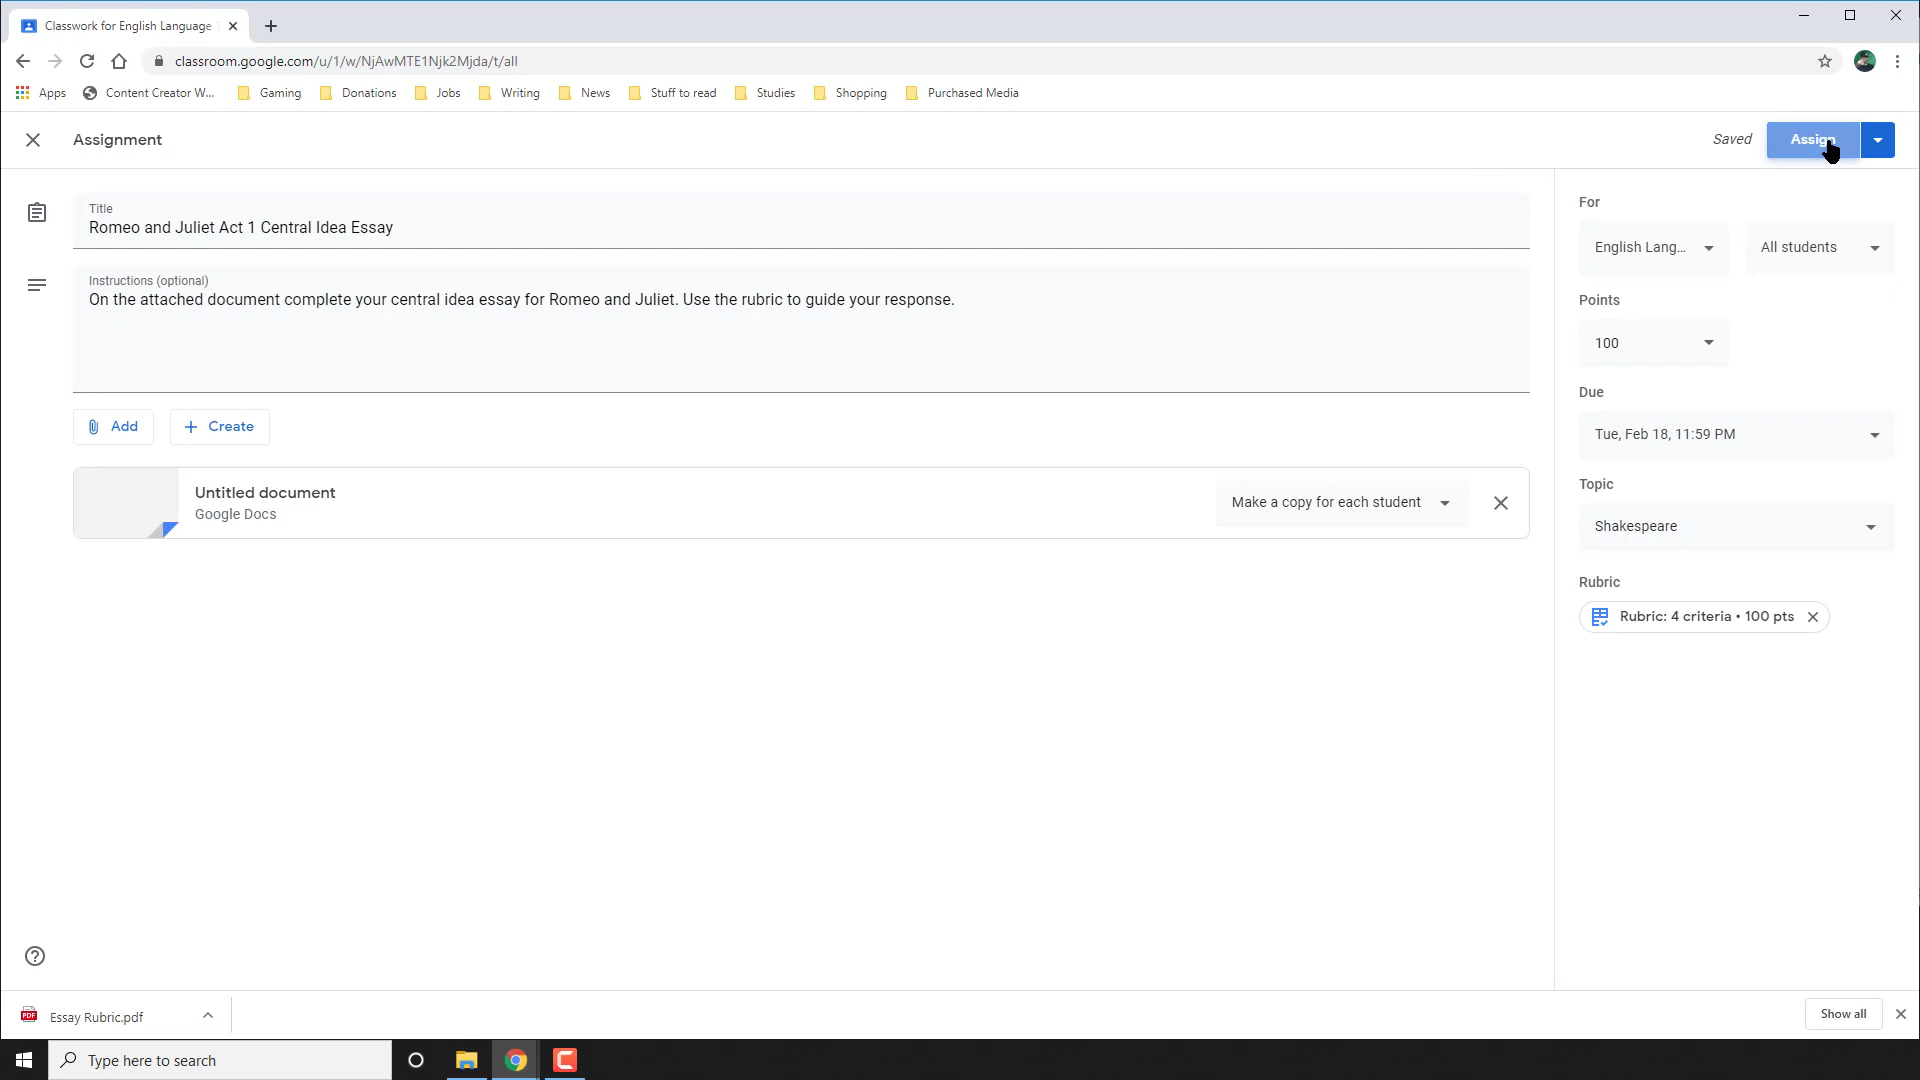 Classwork for English Language
classroom.google.com/u/1/w/NjAwMTE1Njk2Mjda/t/all
Apps
Content Creator W...
Gaming
Donations
Jobs
Writing
News
Stuff to read
Studies
Shopping
Purchased Media
Assignment
Saved
Assign
Title
Romeo and Juliet Act 1 Central Idea Essay
Instructions (optional)
On the attached document complete your central idea essay for Romeo and Juliet. Use the rubric to guide your response.
Add
Create
Untitled document
Google Docs
Make a copy for each student
For
English Lang...
All students
Points
100
Due
Tue, Feb 18, 11:59 PM
Topic
Shakespeare
Rubric
Rubric: 4 criteria • 100 pts
PDF
Essay Rubric.pdf
Show all
Type here to search